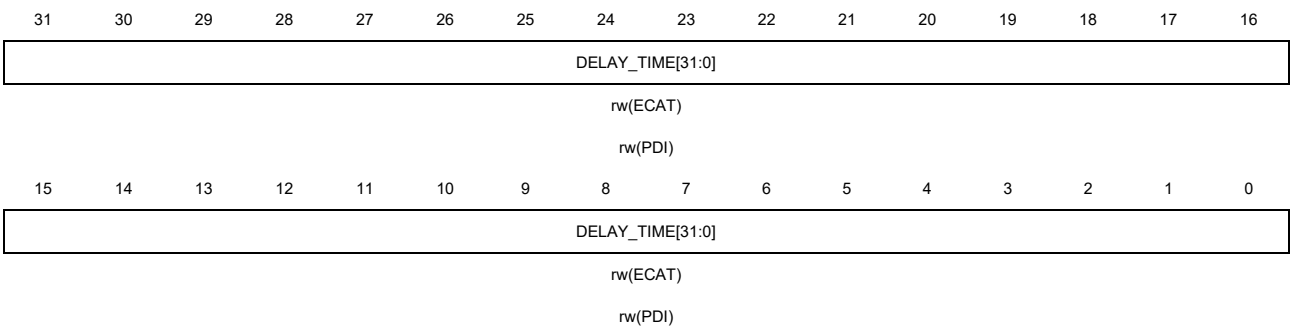 31 30 29 28 27 26 25 24 23 22 21 20 19 18 17 16
DELAY_TIME[31:0]
rw(ECAT)
rw(PDI)
15 14 13 12 11 10 9 8 7 6 5 4 3 2 1 0
DELAY_TIME[31:0]
rw(ECAT)
rw(PDI)